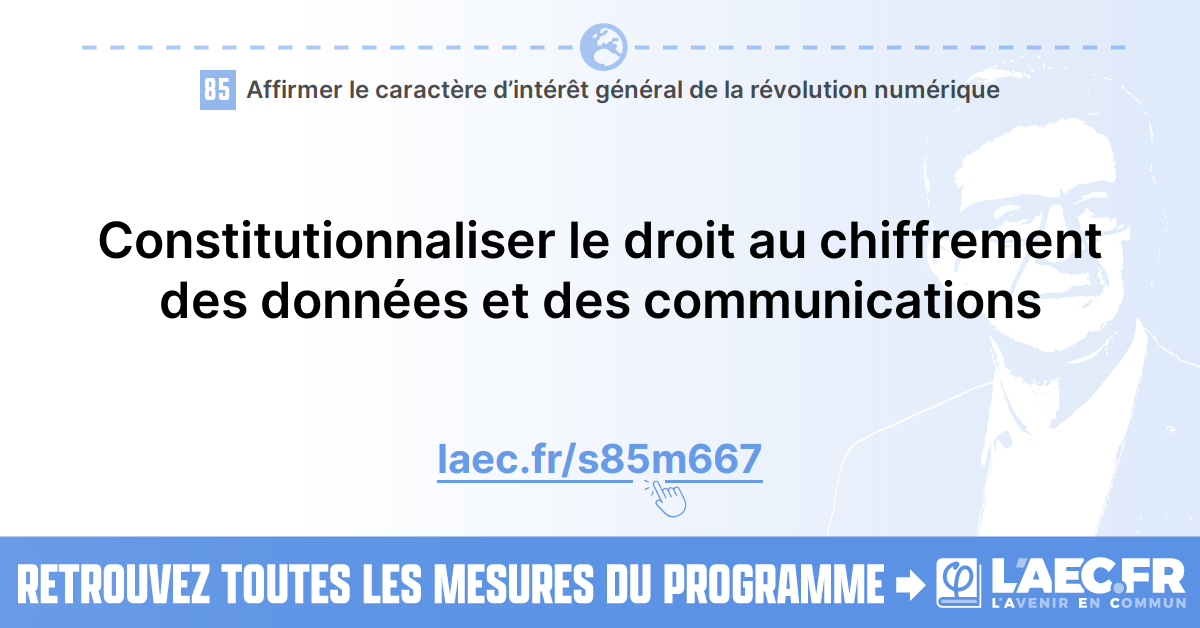 85 Affirmer le caractère d’intérêt général de la révolution numérique
Constitutionnaliser le droit au chiffrement
des données et des communications
laec.fr/s85m667
RETROUVEZ TOUTES LES MESURES DU PROGRAMME
L'AEC.FR
L'AVENIR EN COMMUN